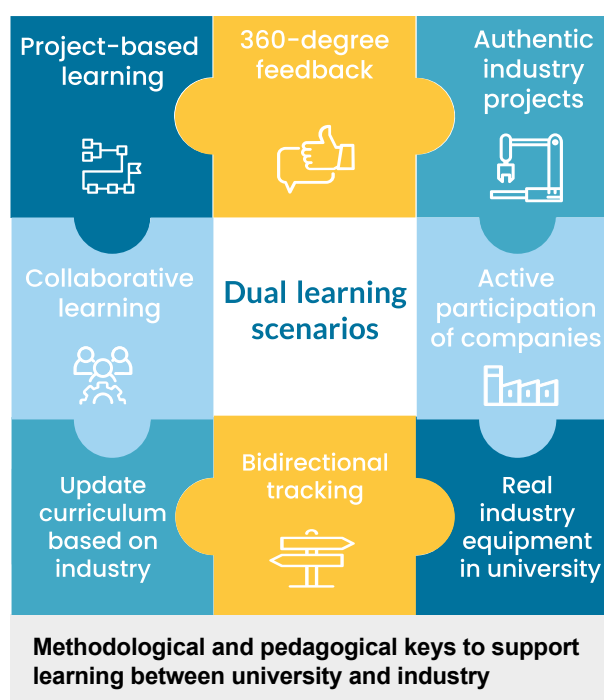 Project-based
learning
360-degree
feedback
Authentic
industry
projects
Collaborative
learning
Dual learning
scenarios
Active
participation
of companies
Update
curriculum
based on
industry
Bidirectional
tracking
Real
industry
equipment
in university
Methodological and pedagogical keys to support
learning between university and industry